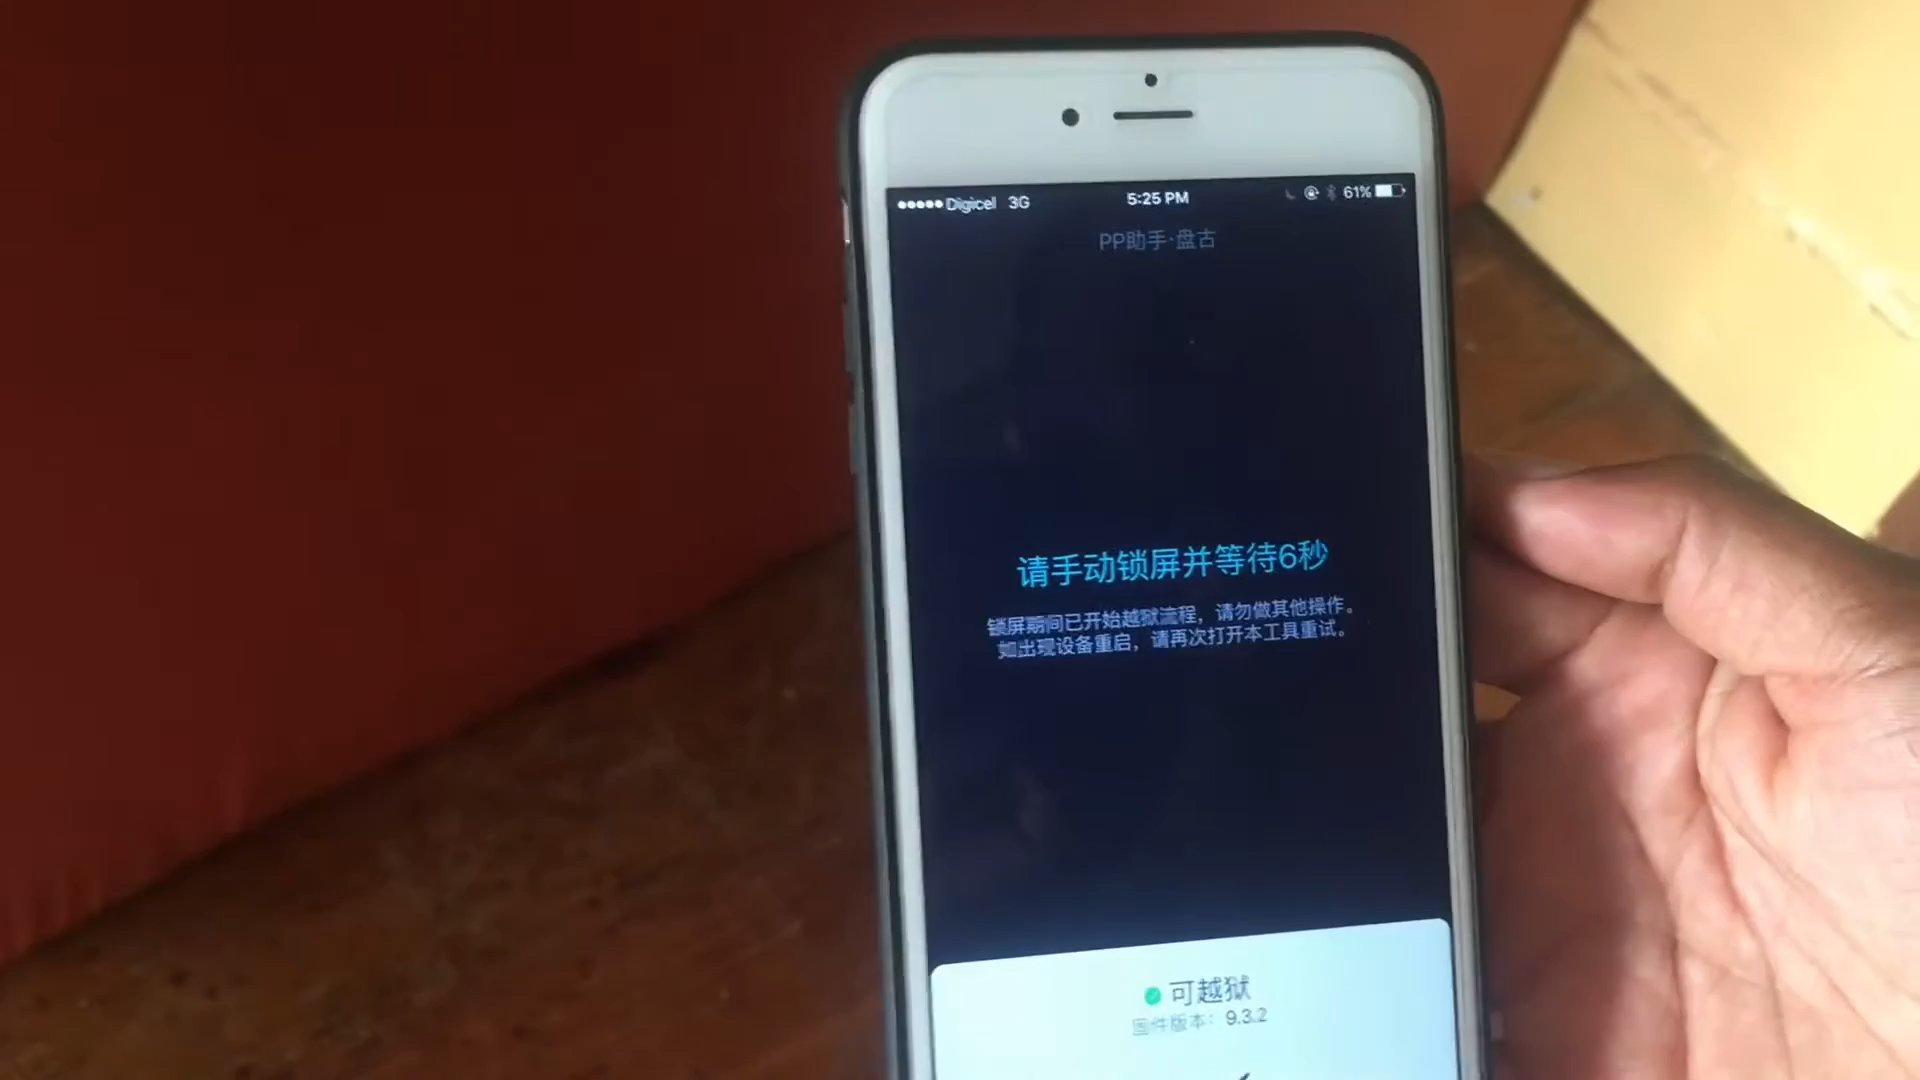 Digicel 3G 5:25 PM 61%
PP助手·盘古
请手动锁屏并等待6秒
锁屏期间已开始越狱流程，请勿做其他操作。
如出现设备重启，请再次打开本工具重试。
可越狱
固件版本：9.3.2